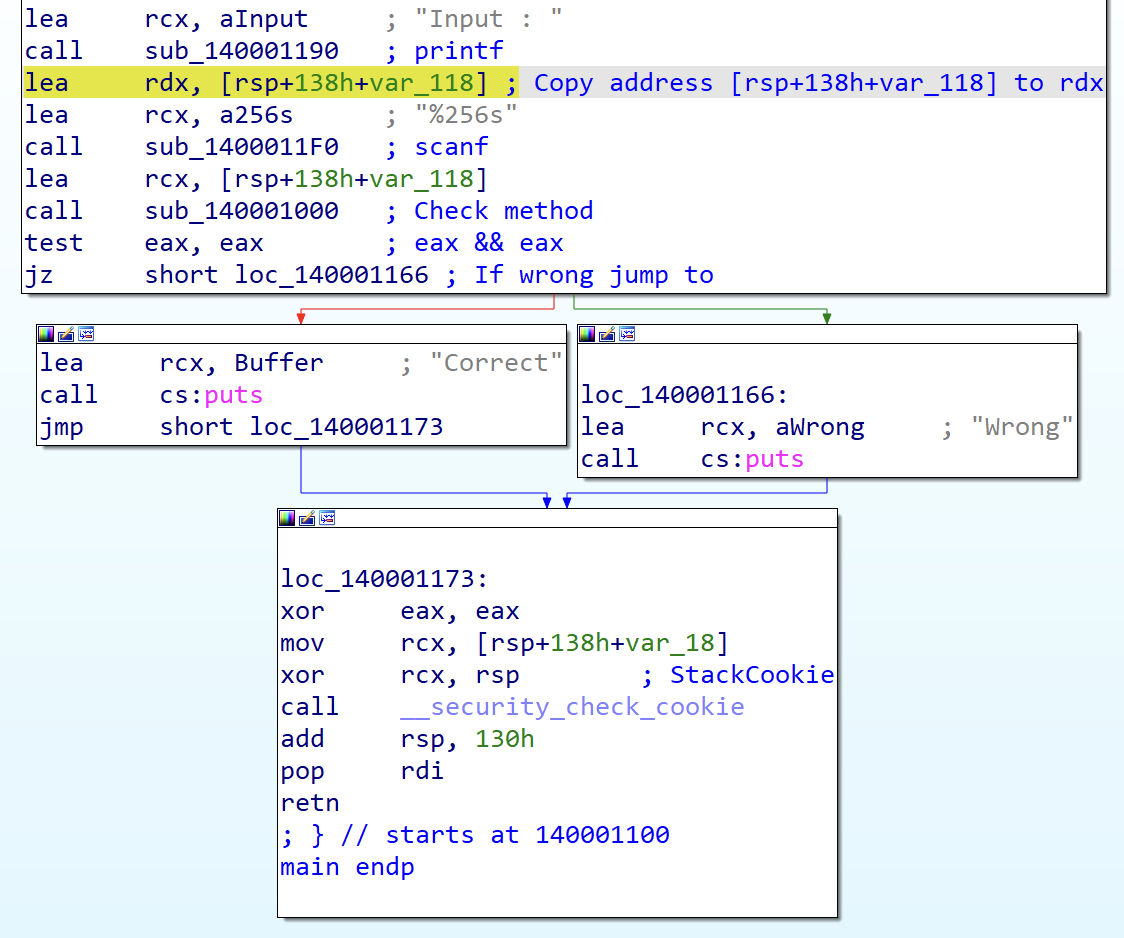 lea rcx, aInput ; "Input : "
call sub_140001190 ; printf
lea rdx, [rsp+138h+var_118] ; Copy address [rsp+138h+var_118] to rdx
lea rcx, a256s ; "%256s"
call sub_1400011F0 ; scanf
lea rcx, [rsp+138h+var_118]
call sub_140001000 ; Check method
test eax, eax ; eax && eax
jz short loc_140001166 ; If wrong jump to
lea rcx, Buffer ; "Correct"
call cs:puts
jmp short loc_140001173
loc_140001166:
lea rcx, aWrong ; "Wrong"
call cs:puts
loc_140001173:
xor eax, eax
mov rcx, [rsp+138h+var_18]
xor rcx, rsp ; StackCookie
call __security_check_cookie
add rsp, 130h
pop rdi
retn
; } // starts at 140001100
main endp